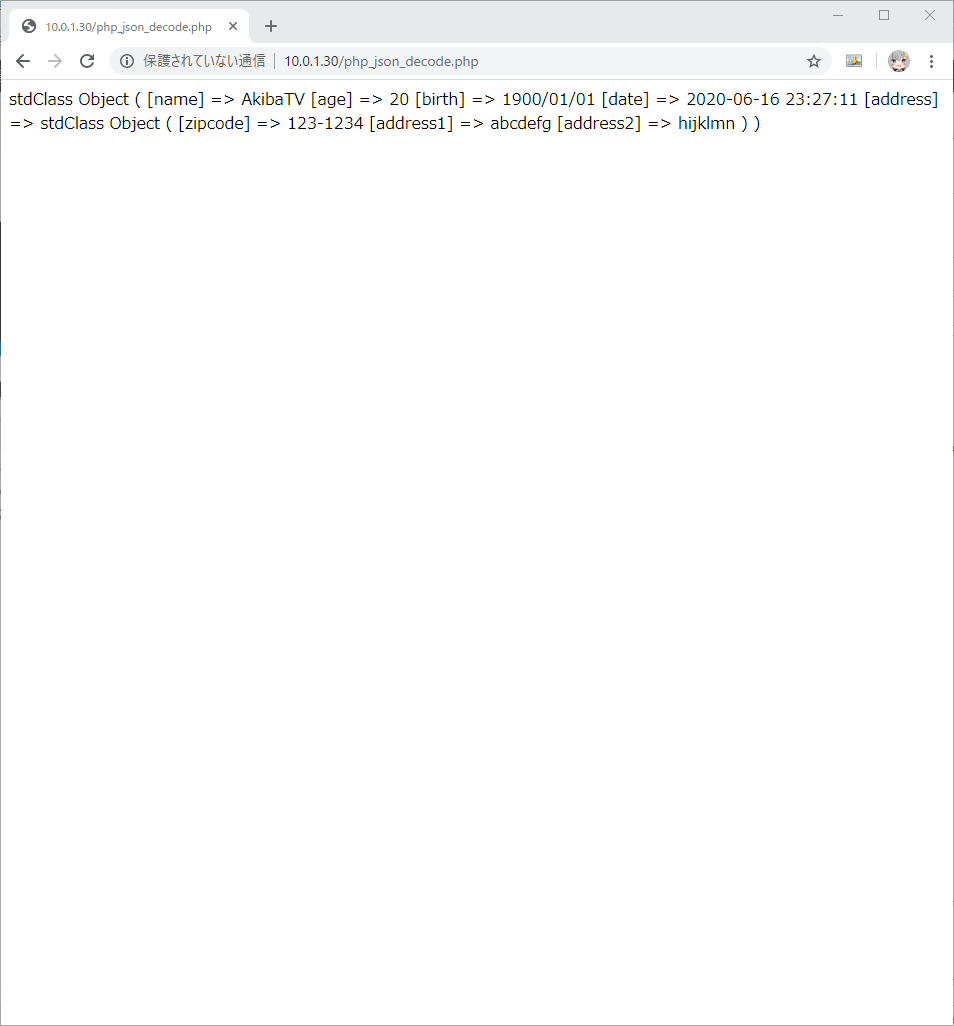 10.0.1.30/php_json_decode.php
保護されていない通信 10.0.1.30/php_json_decode.php
stdClass Object ( [name] => AkibaTV [age] => 20 [birth] => 1900/01/01 [date] => 2020-06-16 23:27:11 [address]
=> stdClass Object ( [zipcode] => 123-1234 [address1] => abcdefg [address2] => hijklmn ) )